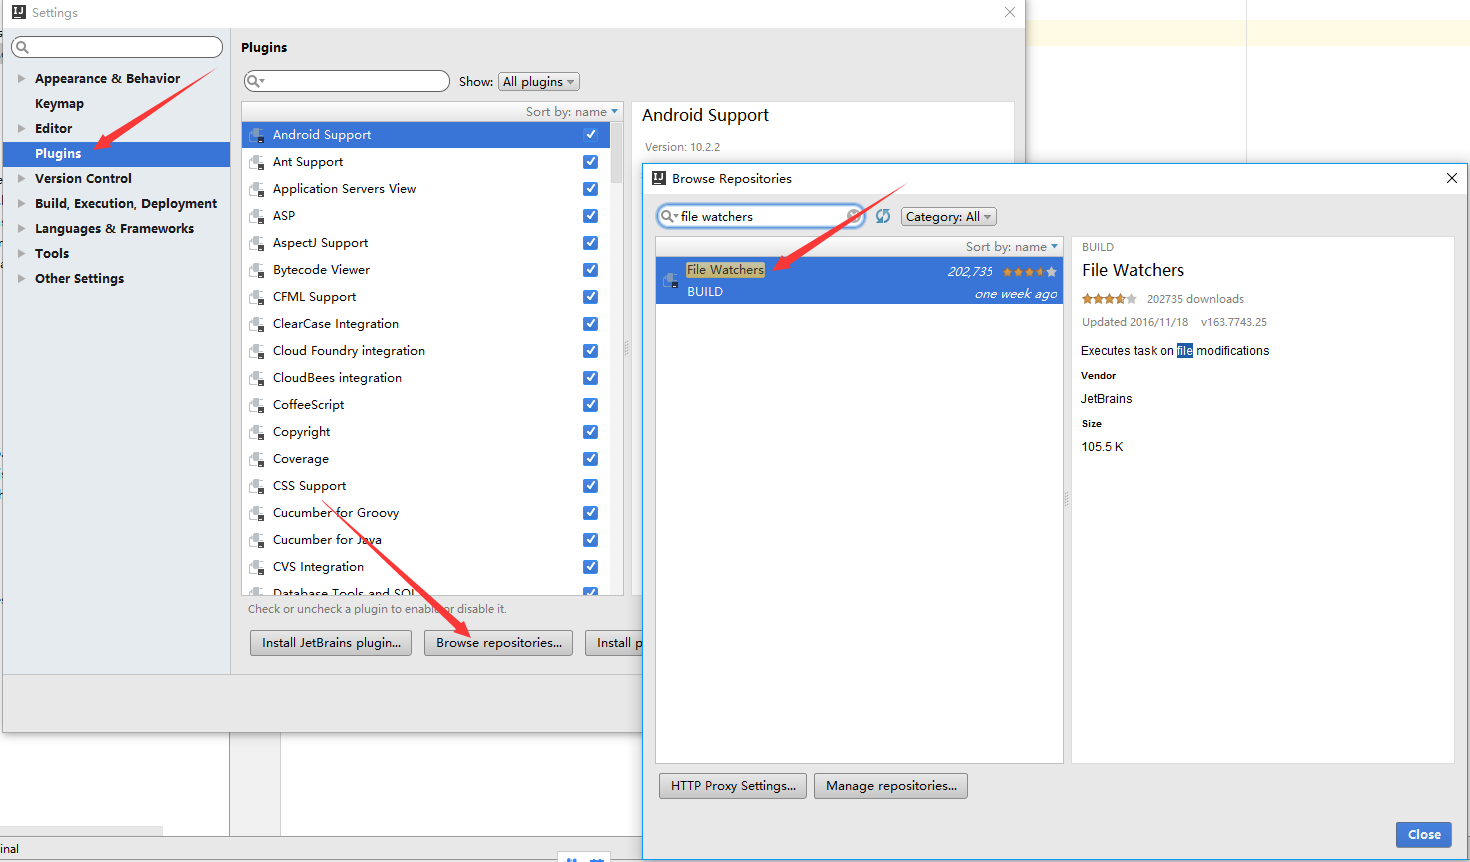 Settings
Appearance & Behavior
Keymap
Editor
Plugins
Version Control
Build, Execution, Deployment
Languages & Frameworks
Tools
Other Settings
Plugins
Show: All plugins
Sort by: name
Android Support
Ant Support
Application Servers View
ASP
AspectJ Support
Bytecode Viewer
CFML Support
ClearCase Integration
Cloud Foundry integration
CloudBees integration
CoffeeScript
Copyright
Coverage
CSS Support
Cucumber for Groovy
Cucumber for Java
CVS Integration
Database Tools and SQL
Check or uncheck a plugin to enable or disable it.
Install JetBrains plugin...
Browse repositories...
Install p
Android Support
Version: 10.2.2
Browse Repositories
file watchers
Category: All
Sort by: name
File Watchers 202,735
BUILD one week ago
BUILD
File Watchers
202735 downloads
Updated 2016/11/18 v163.7743.25
Executes task on file modifications
Vendor
JetBrains
Size
105.5 K
HTTP Proxy Settings...
Manage repositories...
Close
inal